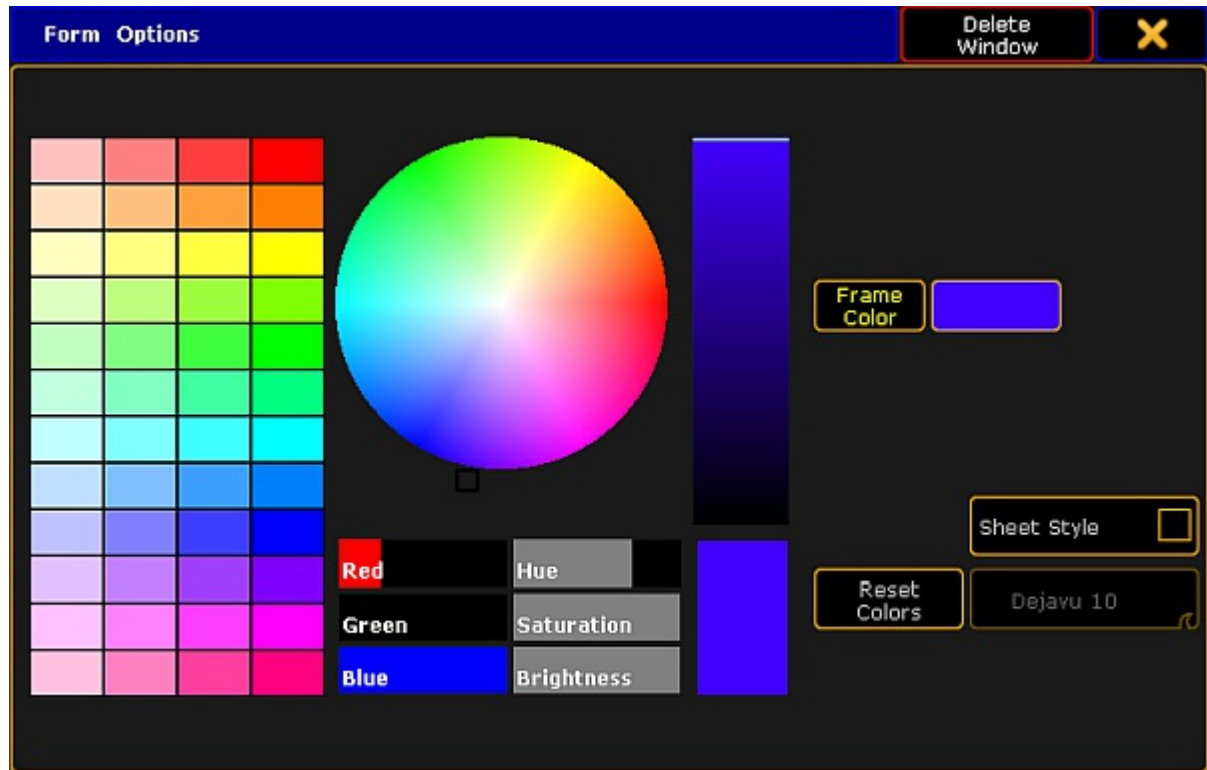 Form Options
Delete
Window
Frame
Color
Sheet Style
Red
Hue
Reset
Colors
Dejavu 10
Green
Saturation
Blue
Brightness